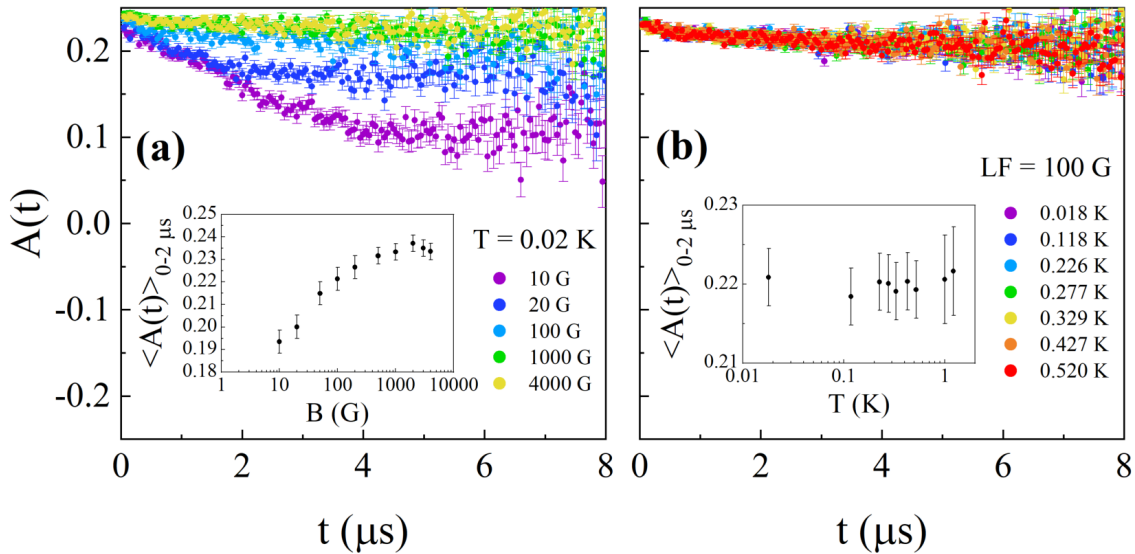 0.2
0.1
0.0
-0.1
-0.2
A(t)
(a)
T = 0.02 K
10 G
20 G
100 G
1000 G
4000 G
<A(t)>0-2 μs
0.25
0.24
0.23
0.22
0.21
0.20
0.19
0.18
1 10 100 1000 10000
B (G)
0 2 4 6 8
t (μs)
(b)
LF = 100 G
0.018 K
0.118 K
0.226 K
0.277 K
0.329 K
0.427 K
0.520 K
<A(t)>0-2 μs
0.23
0.22
0.21
0.01 0.1 1
T (K)
0 2 4 6 8
t (μs)